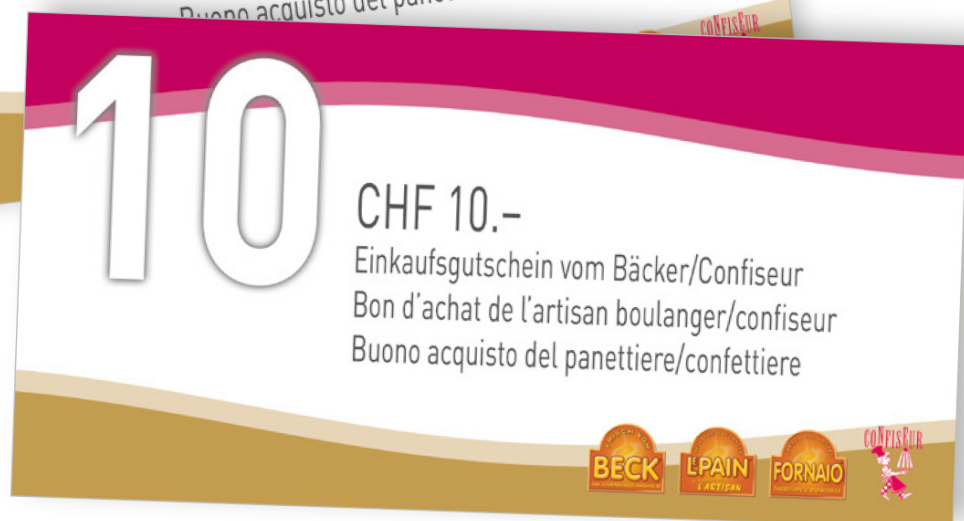 Buono acquisto del
CONFISEUR
10
CHF 10.–
Einkaufsgutschein vom Bäcker/Confiseur
Bon d'achat de l'artisan boulanger/confiseur
Buono acquisto del panettiere/confettiere
BECK
LE PAIN
L'ARTISAN
FORNAIO
CONFISEUR